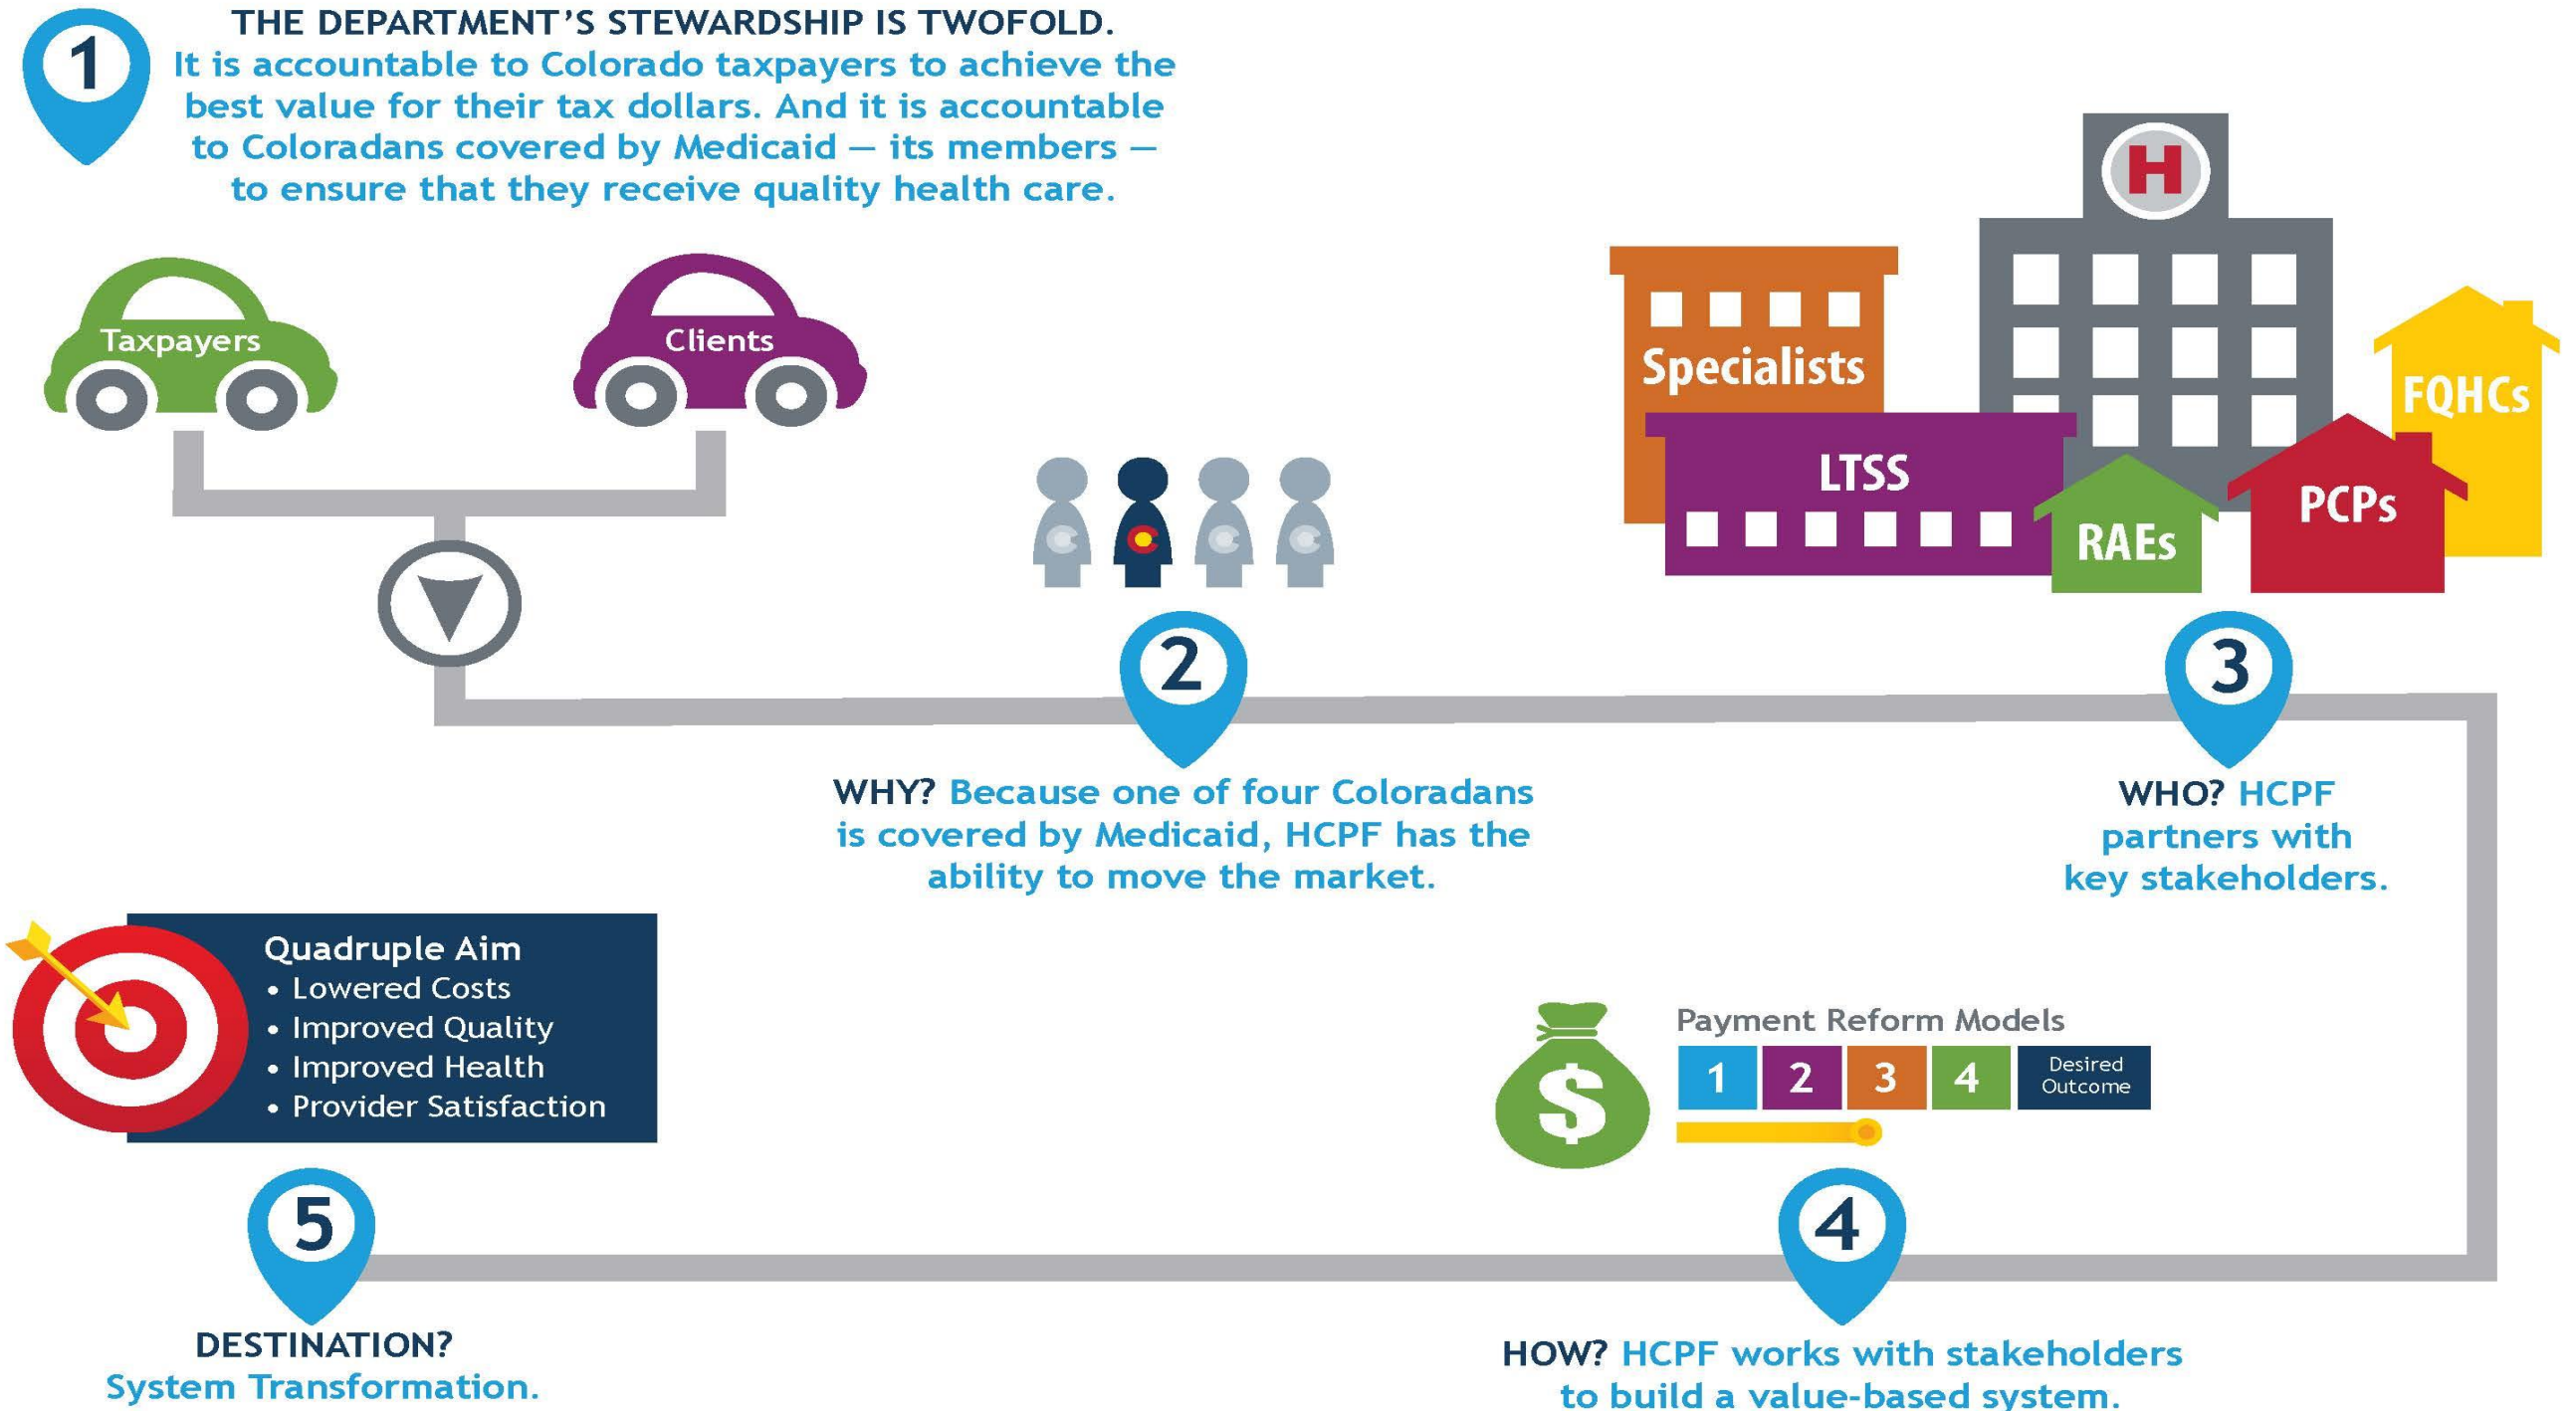 1
THE DEPARTMENT’S STEWARDSHIP IS TWOFOLD.
It is accountable to Colorado taxpayers to achieve the
best value for their tax dollars. And it is accountable
to Coloradans covered by Medicaid — its members —
to ensure that they receive quality health care.
Taxpayers
Clients
H
Specialists
FQHCs
LTSS
PCPs
RAEs
2
WHY? Because one of four Coloradans
is covered by Medicaid, HCPF has the
ability to move the market.
3
WHO? HCPF
partners with
key stakeholders.
$
Payment Reform Models
1 2 3 4 Desired
Outcome
4
HOW? HCPF works with stakeholders
to build a value-based system.
Quadruple Aim
• Lowered Costs
• Improved Quality
• Improved Health
• Provider Satisfaction
5
DESTINATION?
System Transformation.